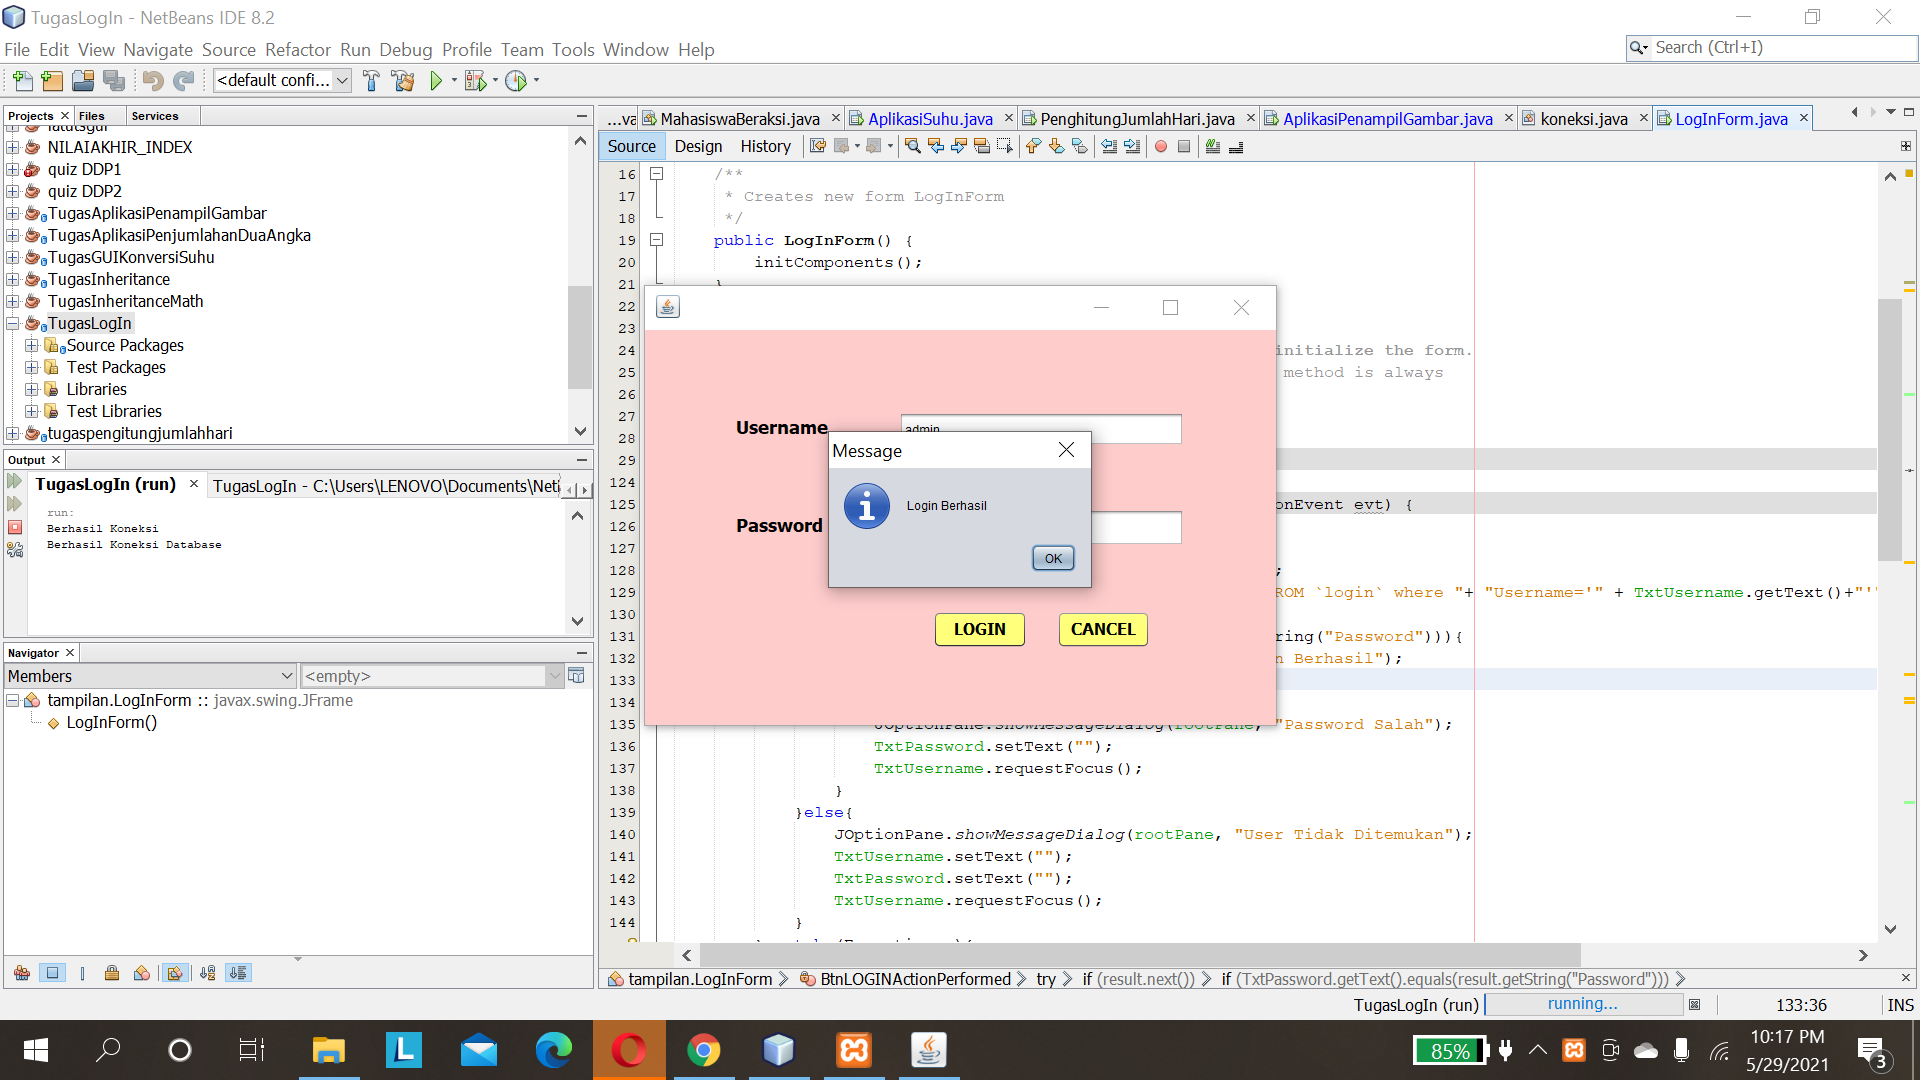 TugasLogIn - NetBeans IDE 8.2
File Edit View Navigate Source Refactor Run Debug Profile Team Tools Window Help
Search (Ctrl+I)
<default confi...
Projects Files Services
NILAIAKHIR_INDEX
quiz DDP1
quiz DDP2
TugasAplikasiPenampilGambar
TugasAplikasiPenjumlahanDuaAngka
TugasGUIKonversiSuhu
TugasInheritance
TugasInheritanceMath
TugasLogIn
Source Packages
Test Packages
Libraries
Test Libraries
tugaspengitungjumlahhari
Output
TugasLogIn (run) TugasLogIn - C:\Users\LENOVO\Documents\Net
run:
Berhasil Koneksi
Berhasil Koneksi Database
Navigator
Members <empty>
tampilan.LogInForm :: javax.swing.JFrame
LogInForm()
...va MahasiswaBeraksi.java AplikasiSuhu.java PenghitungJumlahHari.java AplikasiPenampilGambar.java koneksi.java LogInForm.java
Source Design History
16 /**
17 * Creates new form LogInForm
18 */
19 public LogInForm() {
20 initComponents();
21 }
22
23
24 initialize the form.
25 method is always
26
27
28
29
124
125 onEvent evt) {
126
127
128 ;
129 ROM `login` where "+ "Username='" + TxtUsername.getText()+"'"
130
131 ring("Password"))){
132 n Berhasil");
133
134
135 JOptionPane.showMessageDialog(rootPane, "Password Salah");
136 TxtPassword.setText("");
137 TxtUsername.requestFocus();
138 }
139 }else{
140 JOptionPane.showMessageDialog(rootPane, "User Tidak Ditemukan");
141 TxtUsername.setText("");
142 TxtPassword.setText("");
143 TxtUsername.requestFocus();
144 }
Username admin
Password
LOGIN CANCEL
Message
Login Berhasil
OK
tampilan.LogInForm BtnLOGINActionPerformed try if (result.next()) if (TxtPassword.getText().equals(result.getString("Password")))
TugasLogIn (run) running... 133:36 INS
85%
10:17 PM
5/29/2021
3